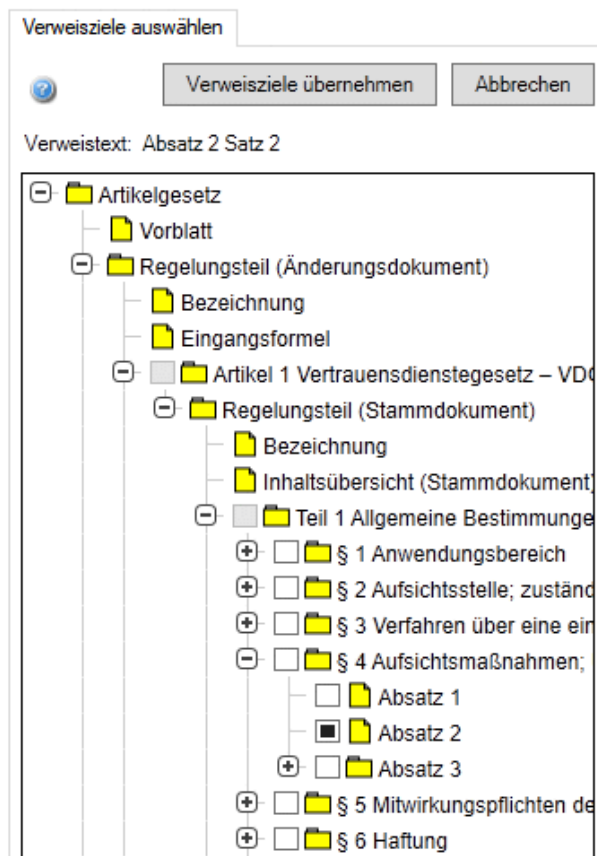 Verweisziele auswählen
Verweisziele übernehmen Abbrechen
Verweistext: Absatz 2 Satz 2
Artikelgesetz
Vorblatt
Regelungsteil (Änderungsdokument)
Bezeichnung
Eingangsformel
Artikel 1 Vertrauensdienstegesetz – VDG
Regelungsteil (Stammdokument)
Bezeichnung
Inhaltsübersicht (Stammdokument)
Teil 1 Allgemeine Bestimmunge
§ 1 Anwendungsbereich
§ 2 Aufsichtsstelle; zuständ
§ 3 Verfahren über eine ein
§ 4 Aufsichtsmaßnahmen;
Absatz 1
Absatz 2
Absatz 3
§ 5 Mitwirkungspflichten de
§ 6 Haftung